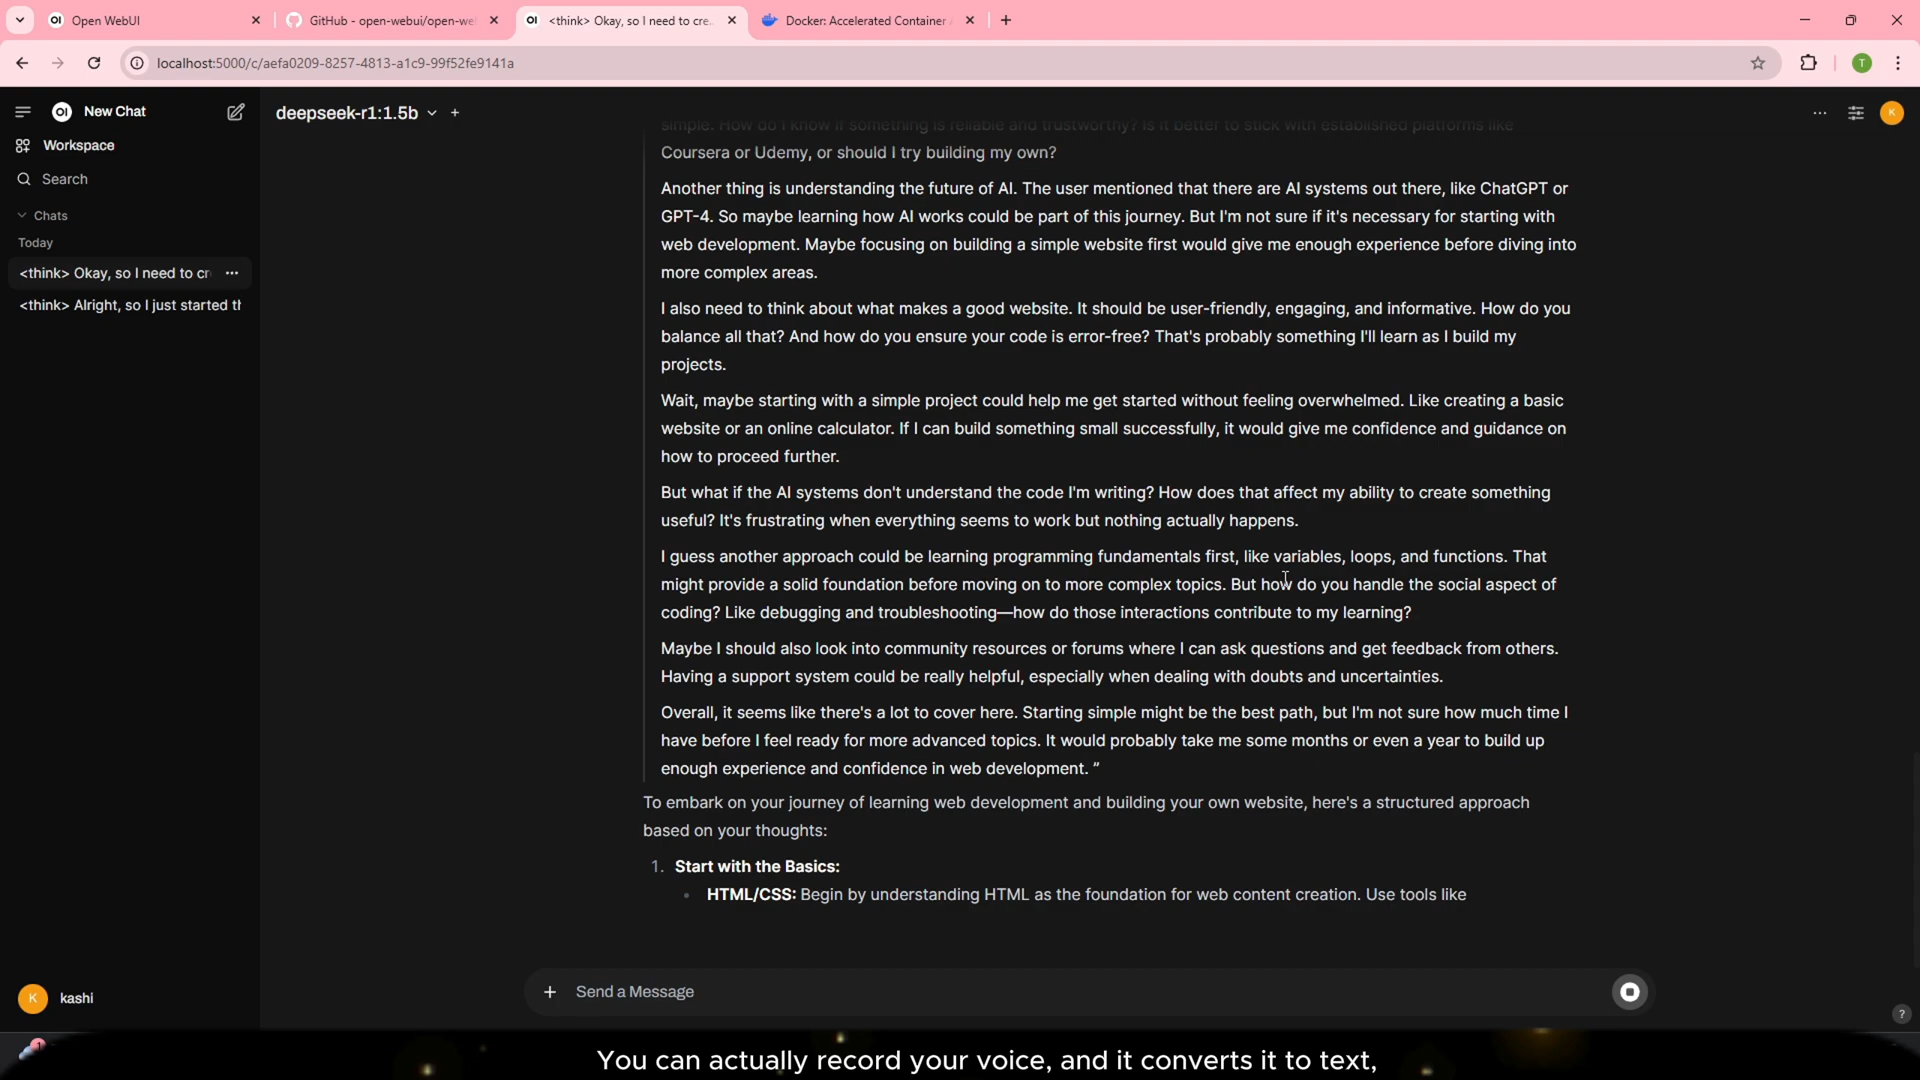 Open WebUI
GitHub - open-webui/open-we
<think> Okay, so I need to cre
Docker: Accelerated Container
localhost:5000/c/aefa0209-8257-4813-a1c9-99f52fe9141a
T
OI New Chat
deepseek-r1:1.5b
K
Workspace
Search
Chats
Today
<think> Okay, so I need to cr
<think> Alright, so I just started th
simple. How do I know if something is reliable and trustworthy? Is it better to stick with established platforms like
Coursera or Udemy, or should I try building my own?
Another thing is understanding the future of AI. The user mentioned that there are AI systems out there, like ChatGPT or
GPT-4. So maybe learning how AI works could be part of this journey. But I'm not sure if it's necessary for starting with
web development. Maybe focusing on building a simple website first would give me enough experience before diving into
more complex areas.
I also need to think about what makes a good website. It should be user-friendly, engaging, and informative. How do you
balance all that? And how do you ensure your code is error-free? That's probably something I'll learn as I build my
projects.
Wait, maybe starting with a simple project could help me get started without feeling overwhelmed. Like creating a basic
website or an online calculator. If I can build something small successfully, it would give me confidence and guidance on
how to proceed further.
But what if the AI systems don't understand the code I'm writing? How does that affect my ability to create something
useful? It's frustrating when everything seems to work but nothing actually happens.
I guess another approach could be learning programming fundamentals first, like variables, loops, and functions. That
might provide a solid foundation before moving on to more complex topics. But how do you handle the social aspect of
coding? Like debugging and troubleshooting—how do those interactions contribute to my learning?
Maybe I should also look into community resources or forums where I can ask questions and get feedback from others.
Having a support system could be really helpful, especially when dealing with doubts and uncertainties.
Overall, it seems like there's a lot to cover here. Starting simple might be the best path, but I'm not sure how much time I
have before I feel ready for more advanced topics. It would probably take me some months or even a year to build up
enough experience and confidence in web development. ”
To embark on your journey of learning web development and building your own website, here's a structured approach
based on your thoughts:
1. Start with the Basics:
HTML/CSS: Begin by understanding HTML as the foundation for web content creation. Use tools like
K kashi
Send a Message
?
You can actually record your voice, and it converts it to text,